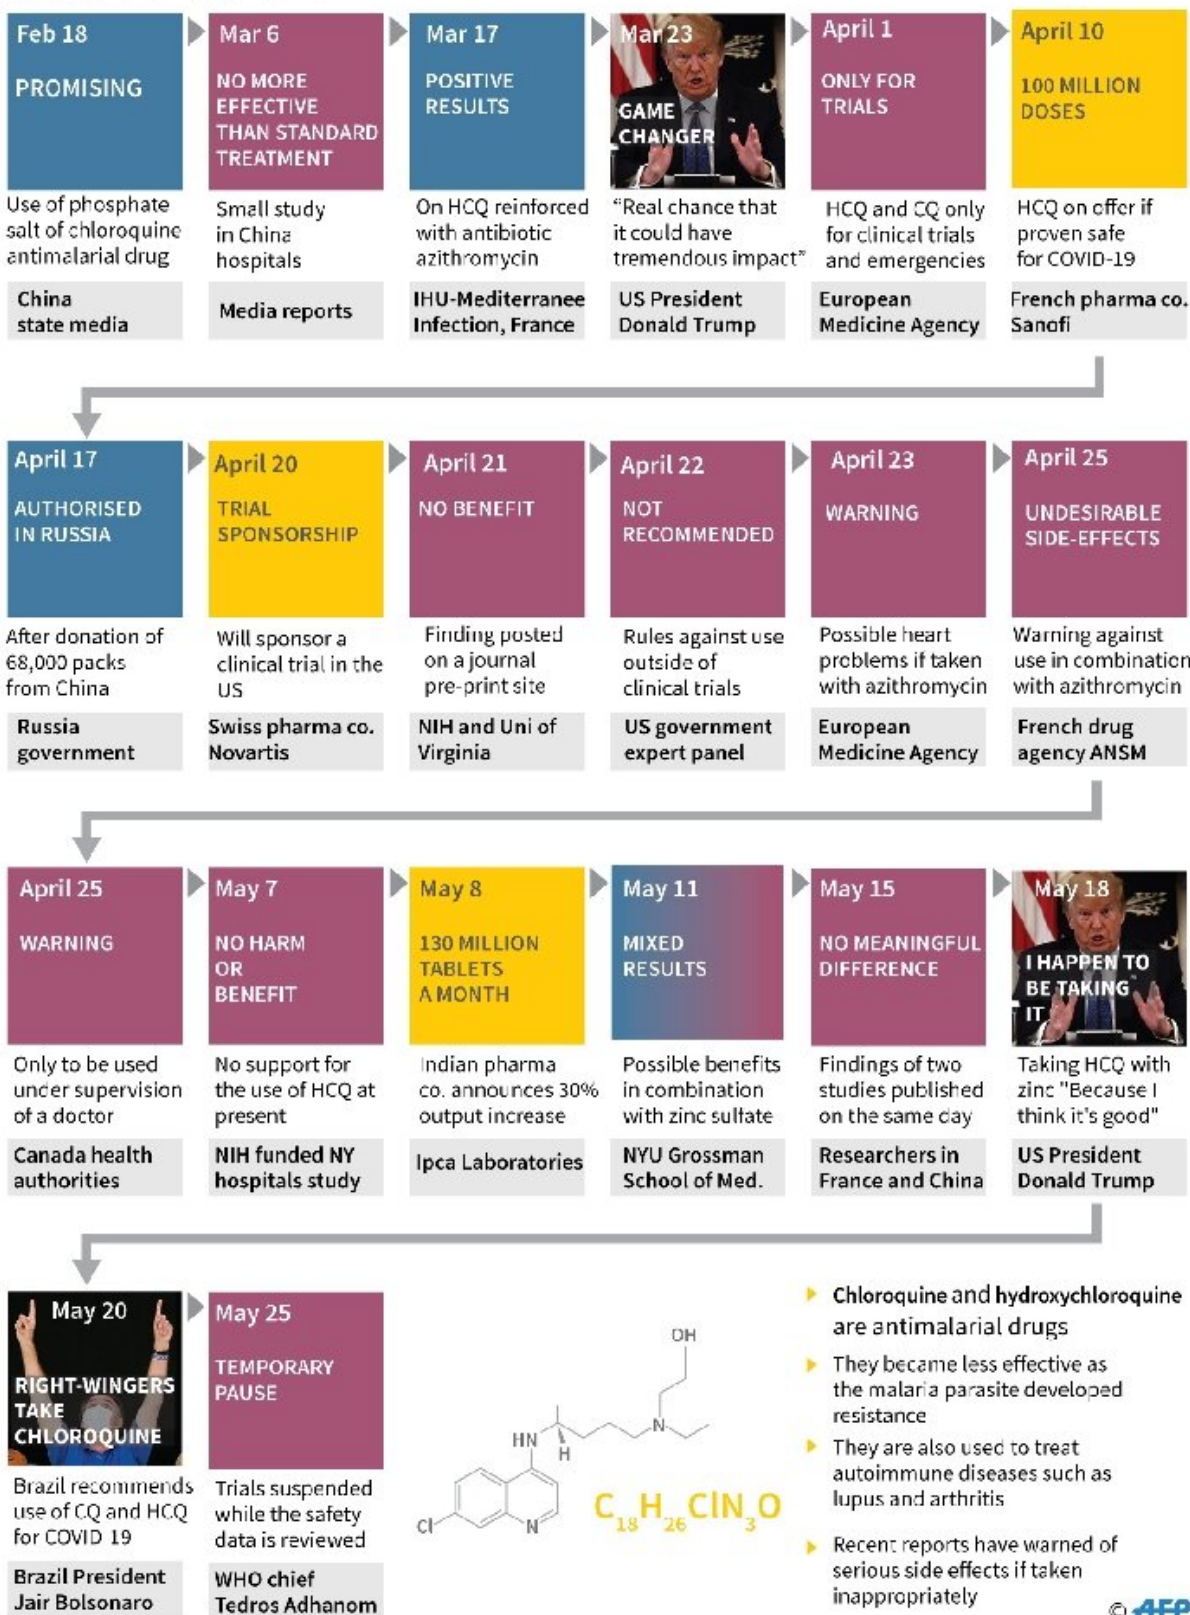 Feb 18
PROMISING
Use of phosphate
salt of chloroquine
antimalarial drug
China
state media
Mar 6
NO MORE
EFFECTIVE
THAN STANDARD
TREATMENT
Small study
in China
hospitals
Media reports
Mar 17
POSITIVE
RESULTS
On HCQ reinforced
with antibiotic
azithromycin
IHU-Mediterranee
Infection, France
Mar 23
GAME
CHANGER
“Real chance that
it could have
tremendous impact”
US President
Donald Trump
April 1
ONLY FOR
TRIALS
HCQ and CQ only
for clinical trials
and emergencies
European
Medicine Agency
April 10
100 MILLION
DOSES
HCQ on offer if
proven safe
for COVID-19
French pharma co.
Sanofi
April 17
AUTHORISED
IN RUSSIA
After donation of
68,000 packs
from China
Russia
government
April 20
TRIAL
SPONSORSHIP
Will sponsor a
clinical trial in the
US
Swiss pharma co.
Novartis
April 21
NO BENEFIT
Finding posted
on a journal
pre-print site
NIH and Uni of
Virginia
April 22
NOT
RECOMMENDED
Rules against use
outside of
clinical trials
US government
expert panel
April 23
WARNING
Possible heart
problems if taken
with azithromycin
European
Medicine Agency
April 25
UNDESIRABLE
SIDE-EFFECTS
Warning against
use in combination
with azithromycin
French drug
agency ANSM
April 25
WARNING
Only to be used
under supervision
of a doctor
Canada health
authorities
May 7
NO HARM
OR
BENEFIT
No support for
the use of HCQ at
present
NIH funded NY
hospitals study
May 8
130 MILLION
TABLETS
A MONTH
Indian pharma
co. announces 30%
output increase
Ipca Laboratories
May 11
MIXED
RESULTS
Possible benefits
in combination
with zinc sulfate
NYU Grossman
School of Med.
May 15
NO MEANINGFUL
DIFFERENCE
Findings of two
studies published
on the same day
Researchers in
France and China
May 18
I HAPPEN TO
BE TAKING
IT
Taking HCQ with
zinc "Because I
think it's good"
US President
Donald Trump
May 20
RIGHT-WINGERS
TAKE
CHLOROQUINE
Brazil recommends
use of CQ and HCQ
for COVID 19
Brazil President
Jair Bolsonaro
May 25
TEMPORARY
PAUSE
Trials suspended
while the safety
data is reviewed
WHO chief
Tedros Adhanom
OH
N
HN
H
Cl
N
C18H26ClN3O
Chloroquine and hydroxychloroquine
are antimalarial drugs
They became less effective as
the malaria parasite developed
resistance
They are also used to treat
autoimmune diseases such as
lupus and arthritis
Recent reports have warned of
serious side effects if taken
inappropriately
© AFP